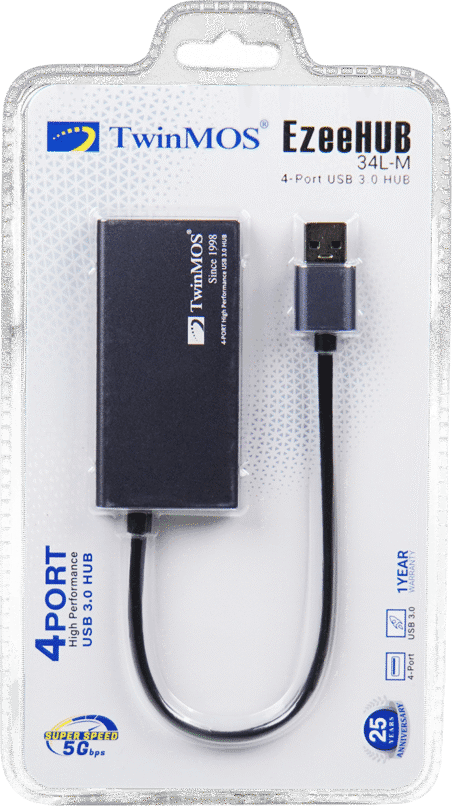 TwinMOS®
EzeeHUB
34L-M
4-Port USB 3.0 HUB
TwinMOS®
Since 1998
4-PORT High Performance USB 3.0 HUB
4PORT
High Performance
USB 3.0 HUB
1YEAR
WARRANTY
USB 3.0
4-Port
SUPER SPEED
5Gbps
25
YEARS
ANNIVERSARY